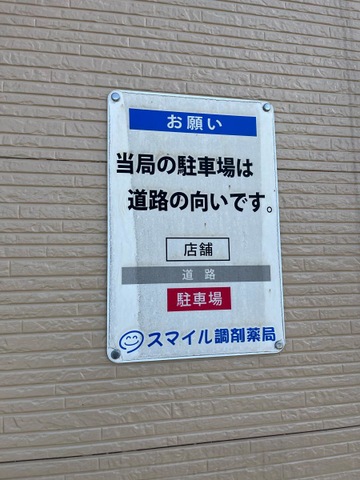 お願い
当局の駐車場は
道路の向いです。
店舗
道路
駐車場
スマイル調剤薬局